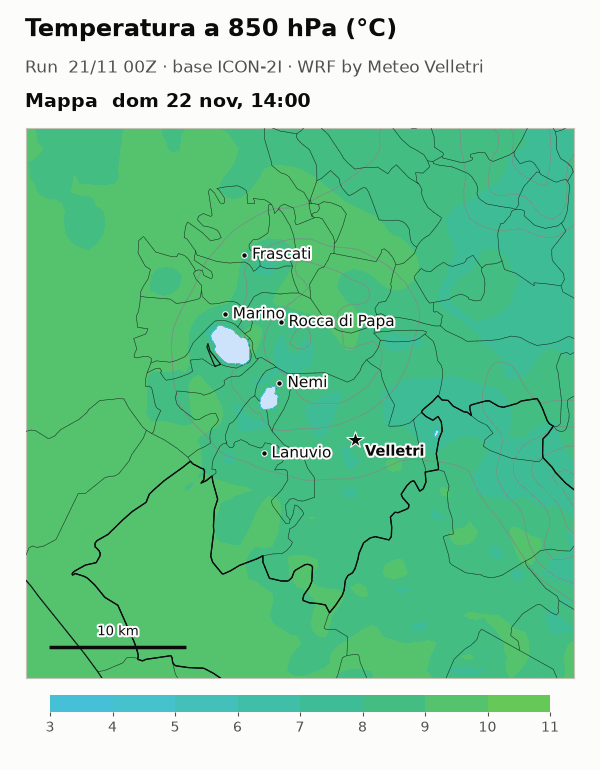 Temperatura a 850 hPa (°C)
Run  21/11 00Z · base ICON-2I · WRF by Meteo Velletri
Mappa  dom 22 nov, 14:00
Frascati
Marino
Rocca di Papa
Nemi
Velletri
Lanuvio
10 km
3 4 5 6 7 8 9 10 11